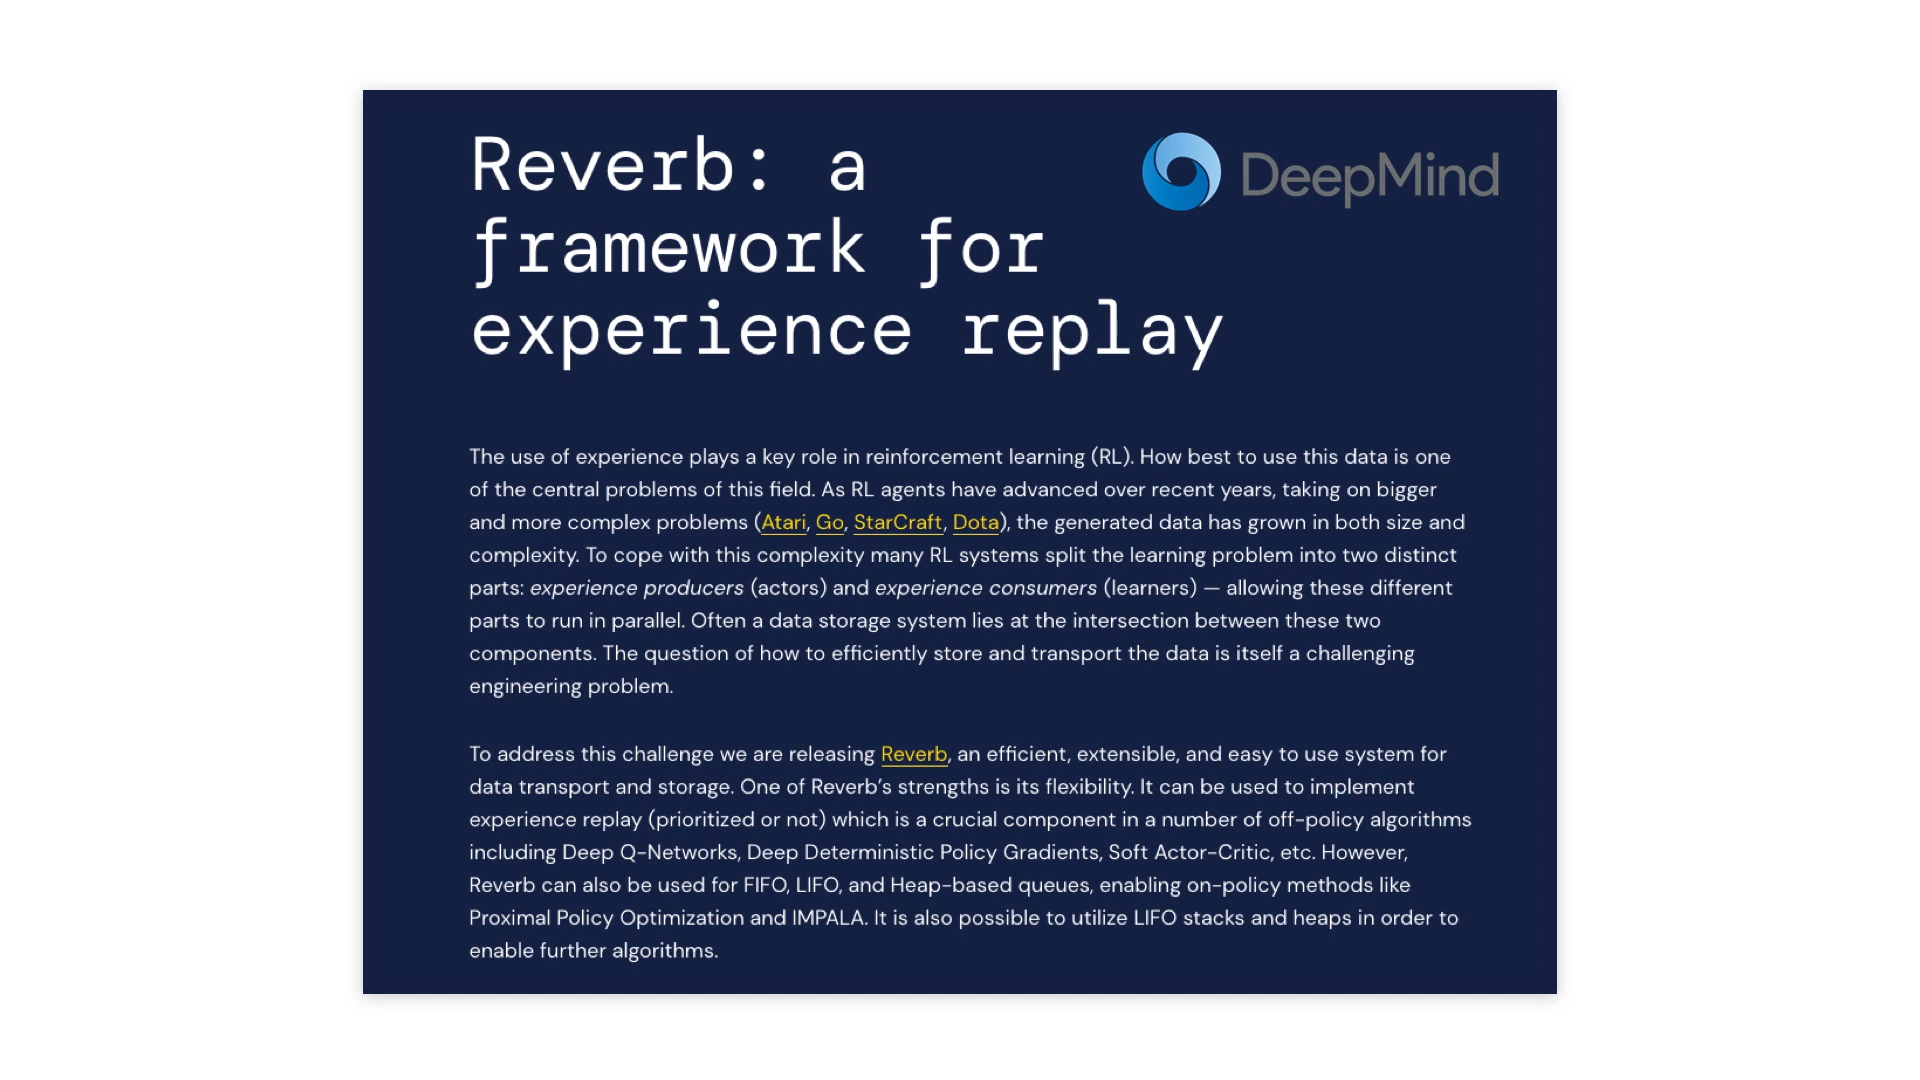 Reverb: a
framework for
experience replay
DeepMind
The use of experience plays a key role in reinforcement learning (RL). How best to use this data is one
of the central problems of this field. As RL agents have advanced over recent years, taking on bigger
and more complex problems (Atari, Go, StarCraft, Dota), the generated data has grown in both size and
complexity. To cope with this complexity many RL systems split the learning problem into two distinct
parts: experience producers (actors) and experience consumers (learners) — allowing these different
parts to run in parallel. Often a data storage system lies at the intersection between these two
components. The question of how to efficiently store and transport the data is itself a challenging
engineering problem.
To address this challenge we are releasing Reverb, an efficient, extensible, and easy to use system for
data transport and storage. One of Reverb’s strengths is its flexibility. It can be used to implement
experience replay (prioritized or not) which is a crucial component in a number of off-policy algorithms
including Deep Q-Networks, Deep Deterministic Policy Gradients, Soft Actor-Critic, etc. However,
Reverb can also be used for FIFO, LIFO, and Heap-based queues, enabling on-policy methods like
Proximal Policy Optimization and IMPALA. It is also possible to utilize LIFO stacks and heaps in order to
enable further algorithms.